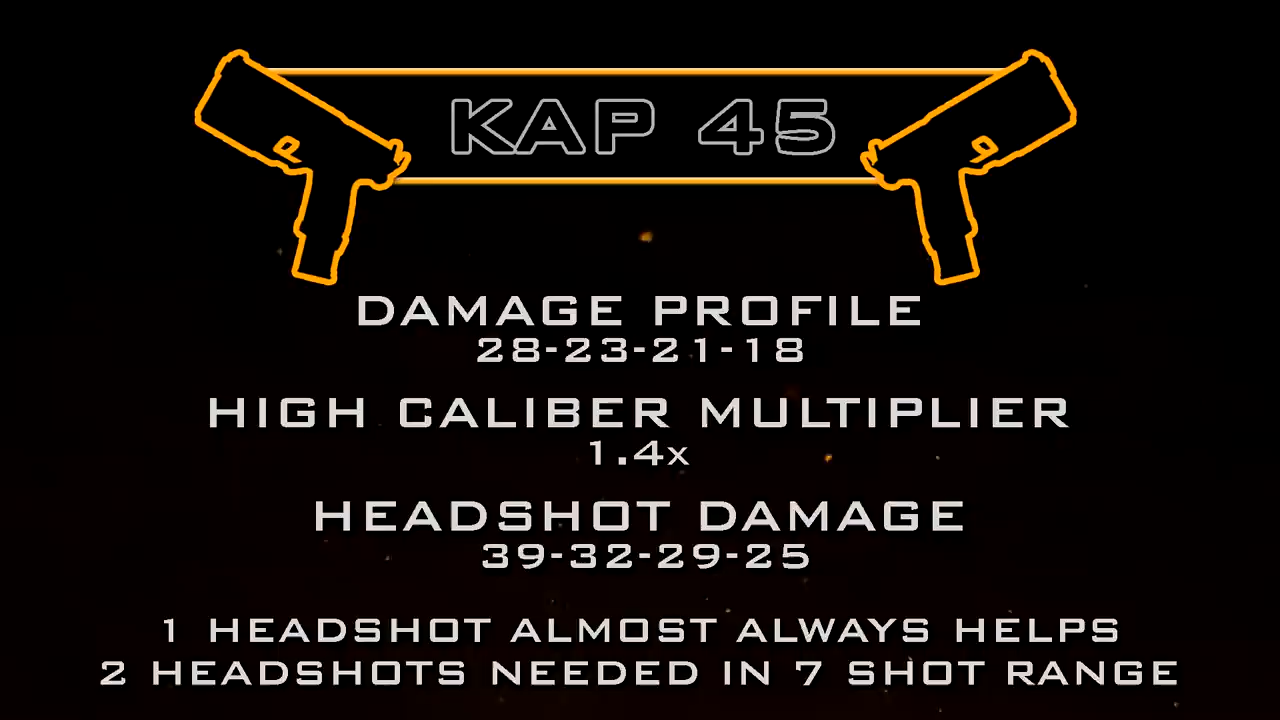 KAP 45
DAMAGE PROFILE
28-23-21-18
HIGH CALIBER MULTIPLIER
1.4x
HEADSHOT DAMAGE
39-32-29-25
1 HEADSHOT ALMOST ALWAYS HELPS
2 HEADSHOTS NEEDED IN 7 SHOT RANGE